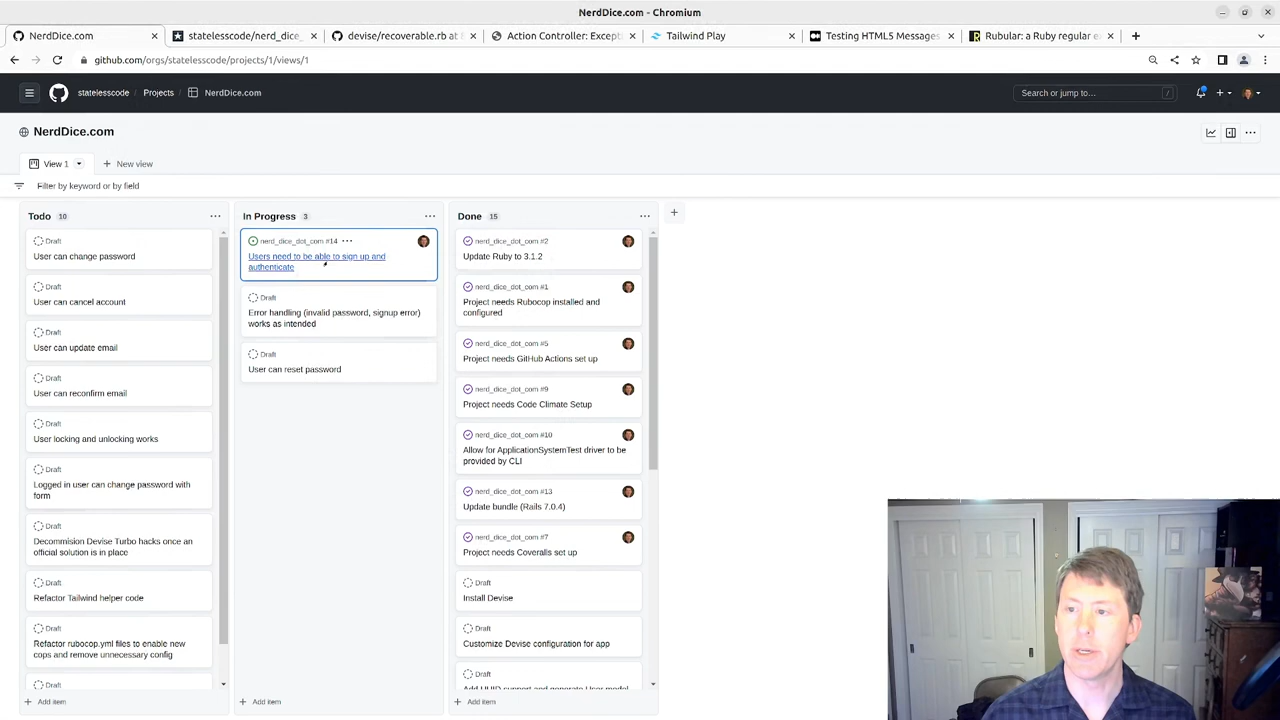 NerdDice.com - Chromium
NerdDice.com
statelesscode/nerd_dice_
devise/recoverable.rb at 8
Action Controller: Except
Tailwind Play
Testing HTML5 Messages
Rubular: a Ruby regular e
github.com/orgs/statelesscode/projects/1/views/1
statelesscode / Projects / NerdDice.com
Search or jump to…
/
NerdDice.com
View 1
New view
Filter by keyword or by field
Todo 10
Draft
User can change password
Draft
User can cancel account
Draft
User can update email
Draft
User can reconfirm email
Draft
User locking and unlocking works
Draft
Logged in user can change password with
form
Draft
Decommision Devise Turbo hacks once an
official solution is in place
Draft
Refactor Tailwind helper code
Draft
Refactor rubocop.yml files to enable new
cops and remove unnecessary config
Draft
Add item
In Progress 3
nerd_dice_dot_com #14
Users need to be able to sign up and
authenticate
Draft
Error handling (invalid password, signup error)
works as intended
Draft
User can reset password
Add item
Done 15
nerd_dice_dot_com #2
Update Ruby to 3.1.2
nerd_dice_dot_com #1
Project needs Rubocop installed and
configured
nerd_dice_dot_com #5
Project needs GitHub Actions set up
nerd_dice_dot_com #9
Project needs Code Climate Setup
nerd_dice_dot_com #10
Allow for ApplicationSystemTest driver to be
provided by CLI
nerd_dice_dot_com #13
Update bundle (Rails 7.0.4)
nerd_dice_dot_com #7
Project needs Coveralls set up
Draft
Install Devise
Draft
Customize Devise configuration for app
Draft
Add UUID support and generate User model
Add item